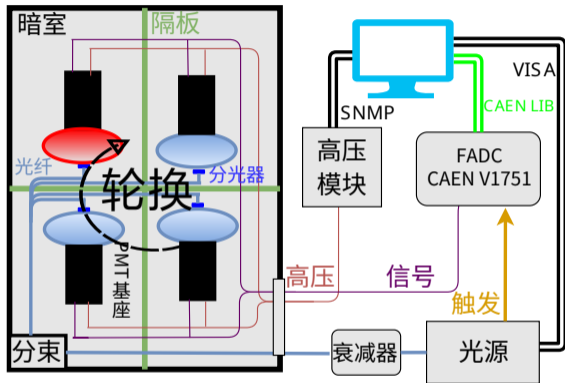 暗室
隔板
VISA
CAEN LIB
SNMP
高压
模块
FADC
CAEN V1751
光纤
分光器
轮换
PMT 基座
高压
信号
触发
分束
衰减器
光源